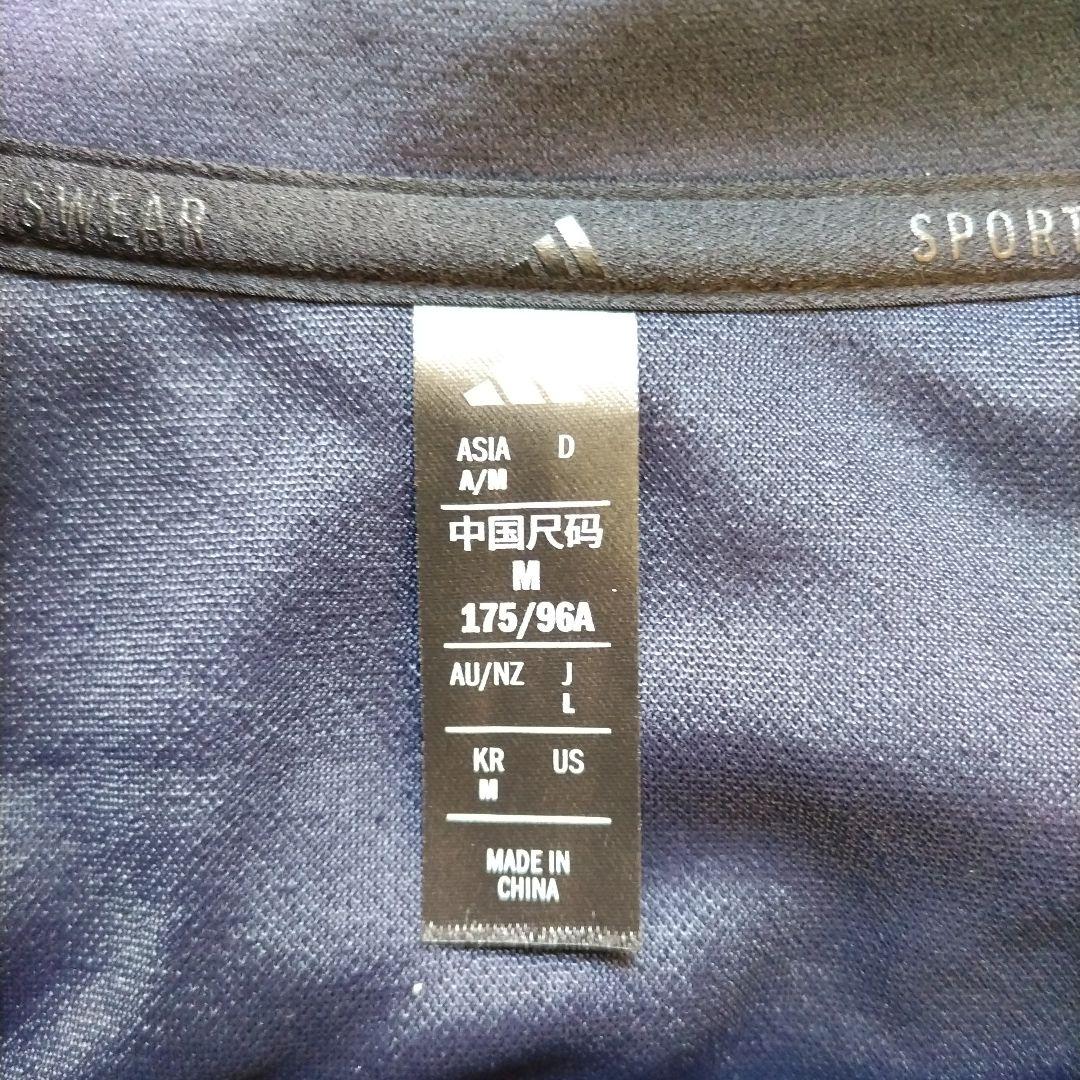 SWEAR
SPORT
ASIA D
A/M
中国尺码
M
175/96A
AU/NZ J
L
KR US
M
MADE IN
CHINA